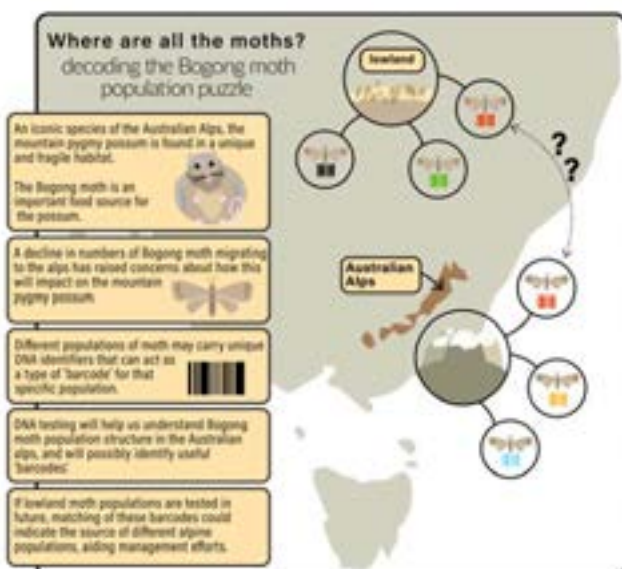 Where are all the moths?
decoding the Bogong moth
population puzzle
An iconic species of the Australian Alps, the
mountain pygmy possum is found in a unique
and fragile habitat.
The Bogong moth is an
important food source for
the possum.
A decline in numbers of Bogong moth migrating
to the alps has raised concerns about how this
will impact on the mountain
pygmy possum.
Different populations of moth may carry unique
DNA identifiers that can act as
a type of 'barcode' for that
specific population.
DNA testing will help us understand Bogong
moth population structure in the Australian
alps, and will possibly identify useful
'barcodes'
If lowland moth populations are tested in
future, matching of these barcodes could
indicate the source of different alpine
populations, aiding management efforts.
lowland
?
?
Australian
Alps